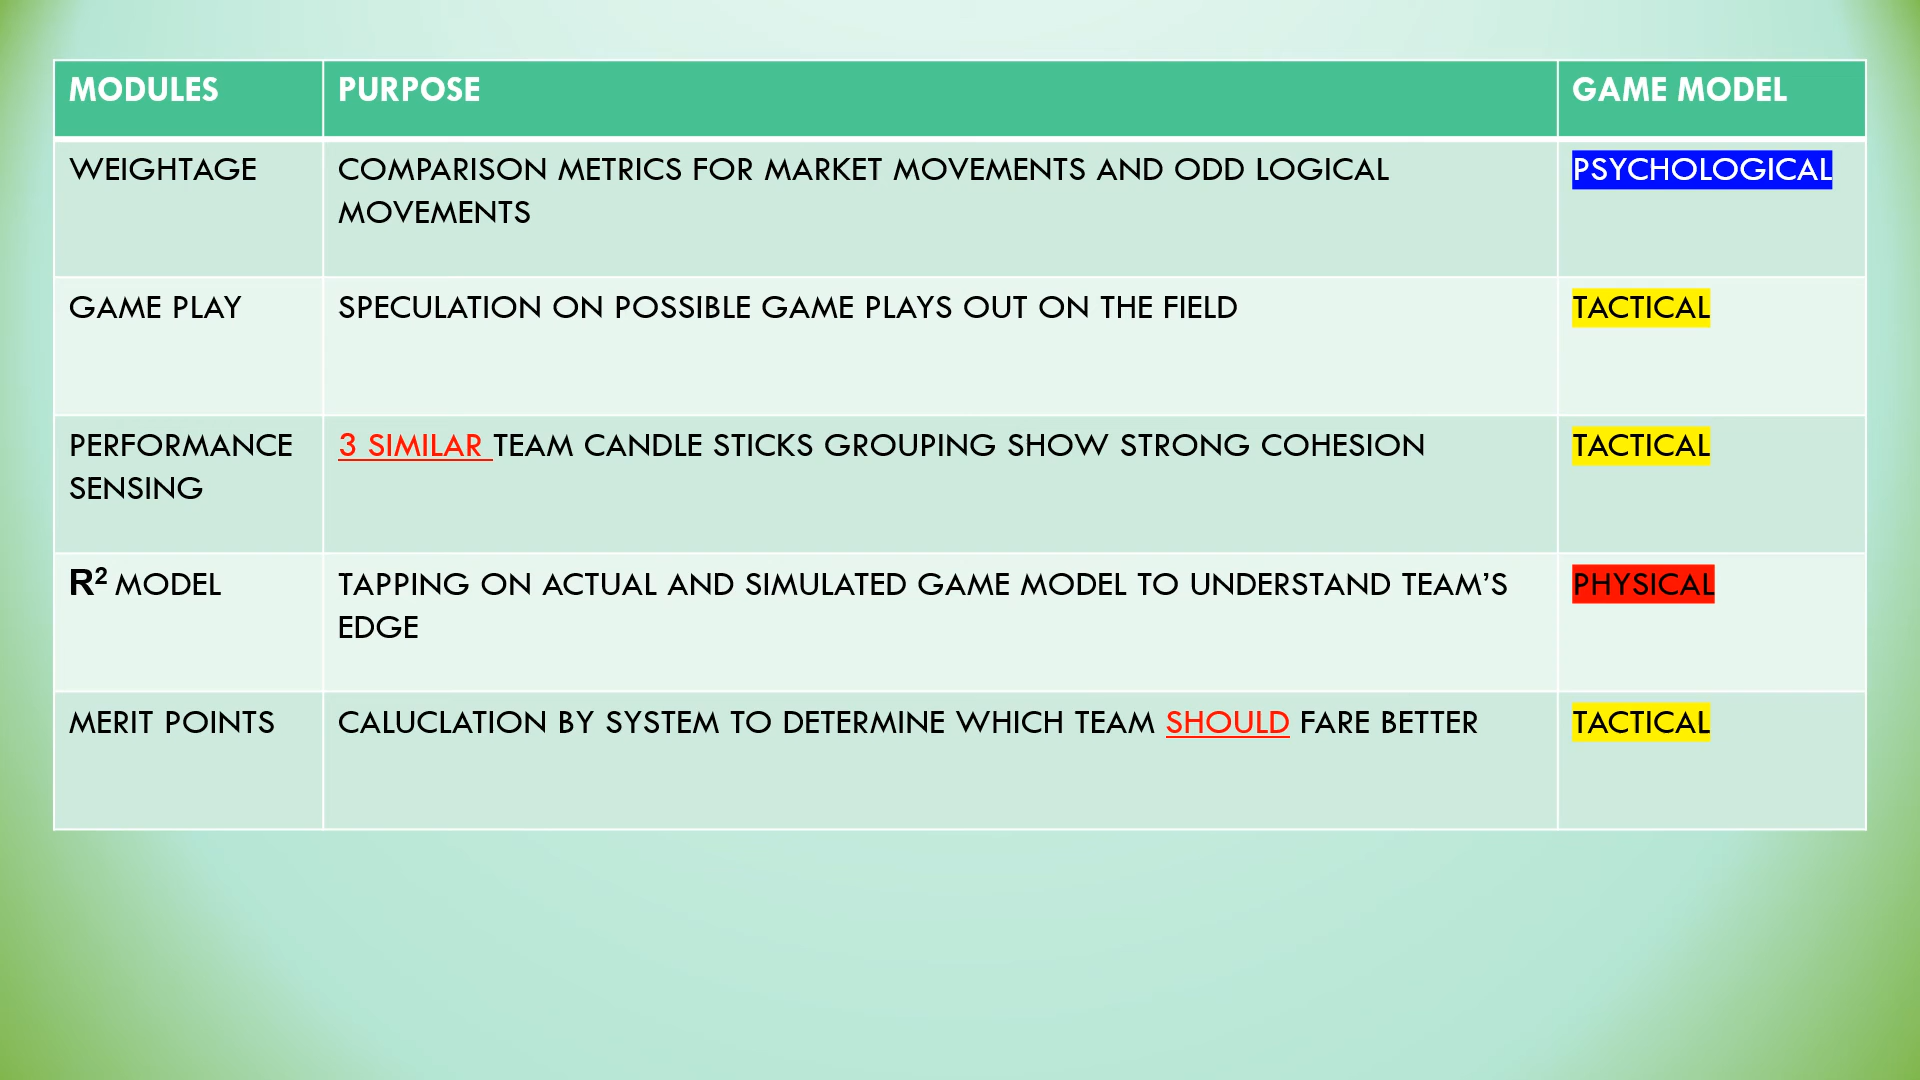 MODULES PURPOSE GAME MODEL
WEIGHTAGE COMPARISON METRICS FOR MARKET MOVEMENTS AND ODD LOGICAL PSYCHOLOGICAL
MOVEMENTS
GAME PLAY SPECULATION ON POSSIBLE GAME PLAYS OUT ON THE FIELD TACTICAL
PERFORMANCE 3 SIMILAR TEAM CANDLE STICKS GROUPING SHOW STRONG COHESION TACTICAL
SENSING
R² MODEL TAPPING ON ACTUAL AND SIMULATED GAME MODEL TO UNDERSTAND TEAM’S PHYSICAL
EDGE
MERIT POINTS CALUCLATION BY SYSTEM TO DETERMINE WHICH TEAM SHOULD FARE BETTER TACTICAL